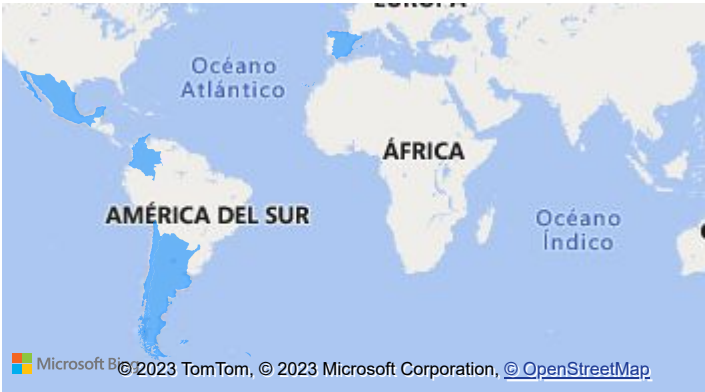 EUROPA
Océano
Atlántico
ÁFRICA
AMÉRICA DEL SUR
Océano
Índico
Microsoft Bing
© 2023 TomTom, © 2023 Microsoft Corporation, © OpenStreetMap